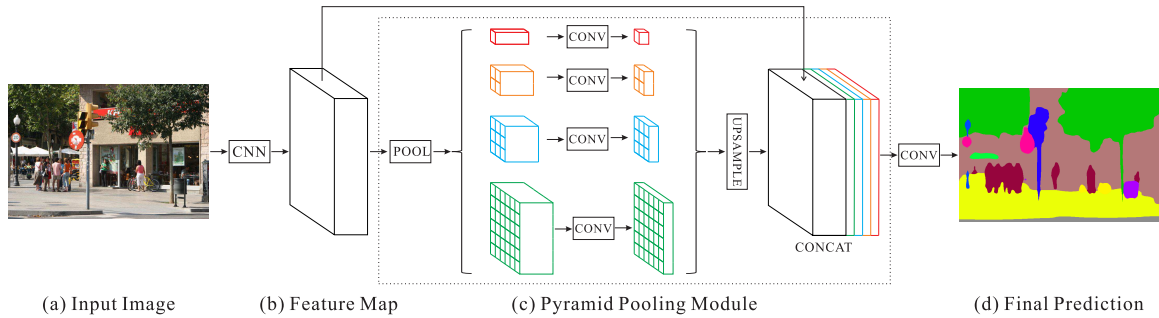 CNN
POOL
CONV
CONV
CONV
CONV
UPSAMPLE
CONCAT
CONV
(a) Input Image
(b) Feature Map
(c) Pyramid Pooling Module
(d) Final Prediction